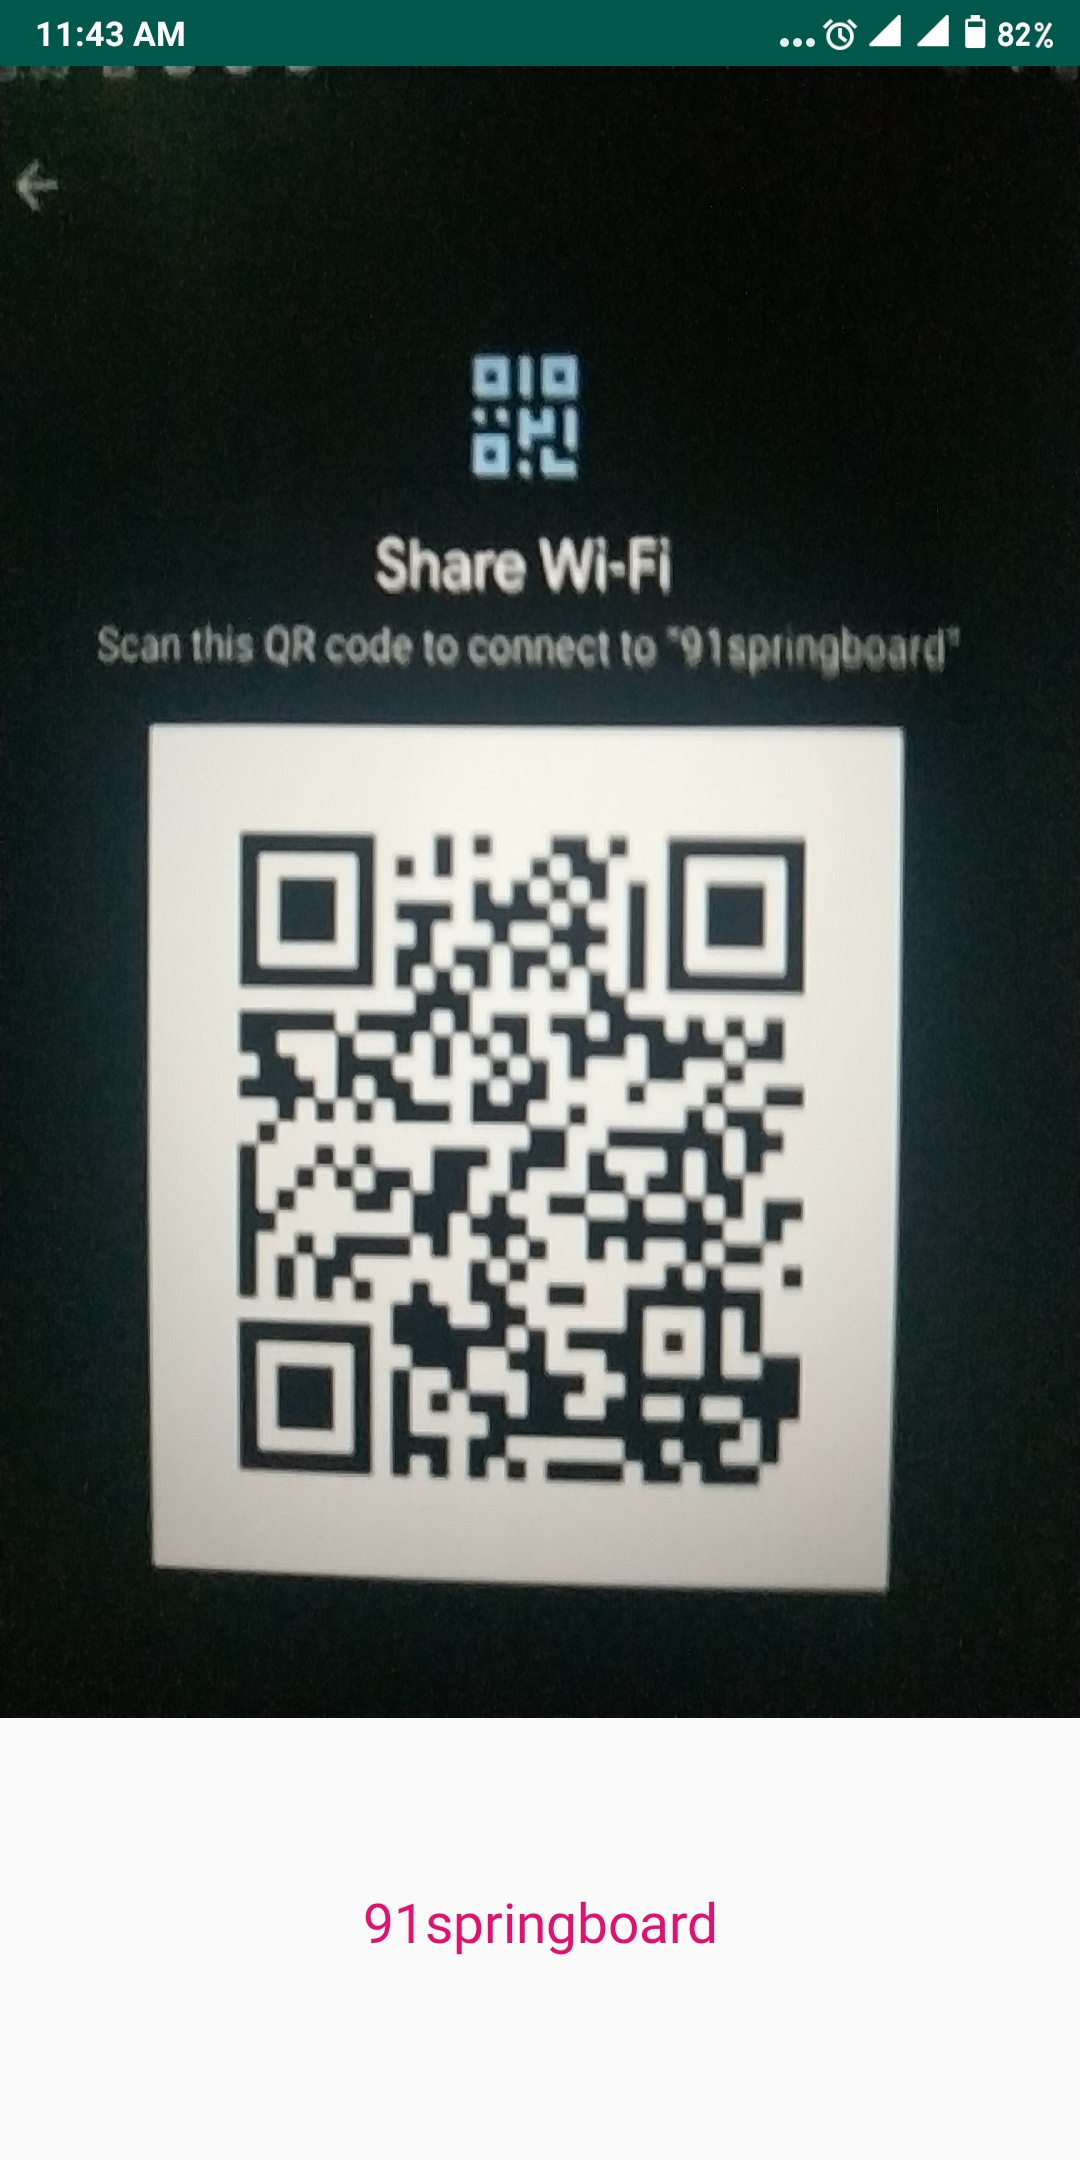 11:43 AM
82%
Share Wi-Fi
Scan this QR code to connect to "91springboard"
91springboard